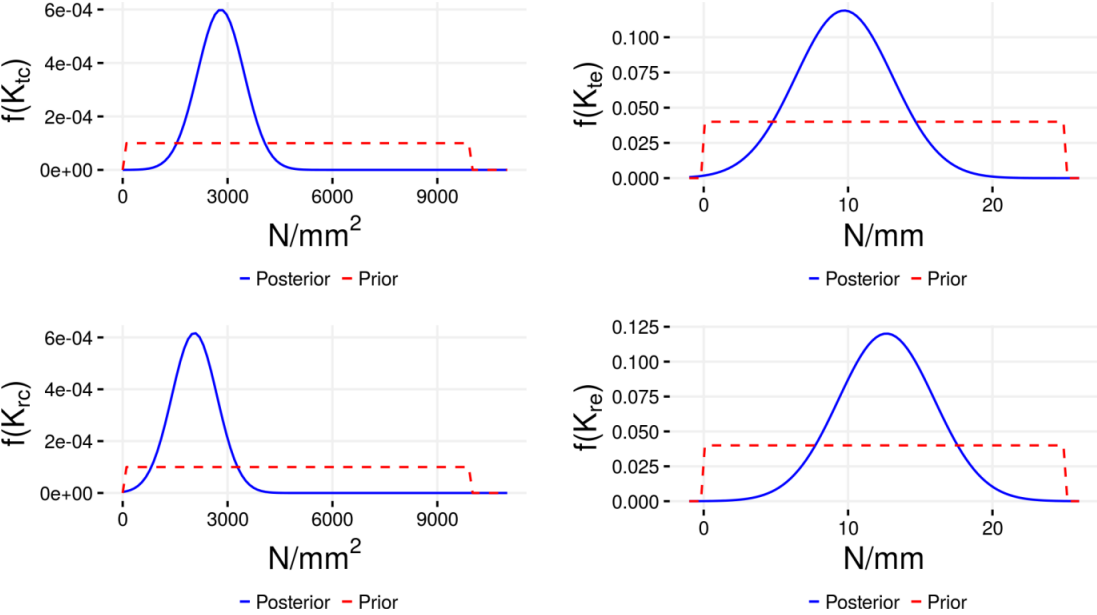 f(Ktc)
6e-04
4e-04
2e-04
0e+00
0 3000 6000 9000
N/mm2
Posterior Prior
f(Kte)
0.100
0.075
0.050
0.025
0.000
0 10 20
N/mm
Posterior Prior
f(Krc)
6e-04
4e-04
2e-04
0e+00
0 3000 6000 9000
N/mm2
Posterior Prior
f(Kre)
0.125
0.100
0.075
0.050
0.025
0.000
0 10 20
N/mm
Posterior Prior